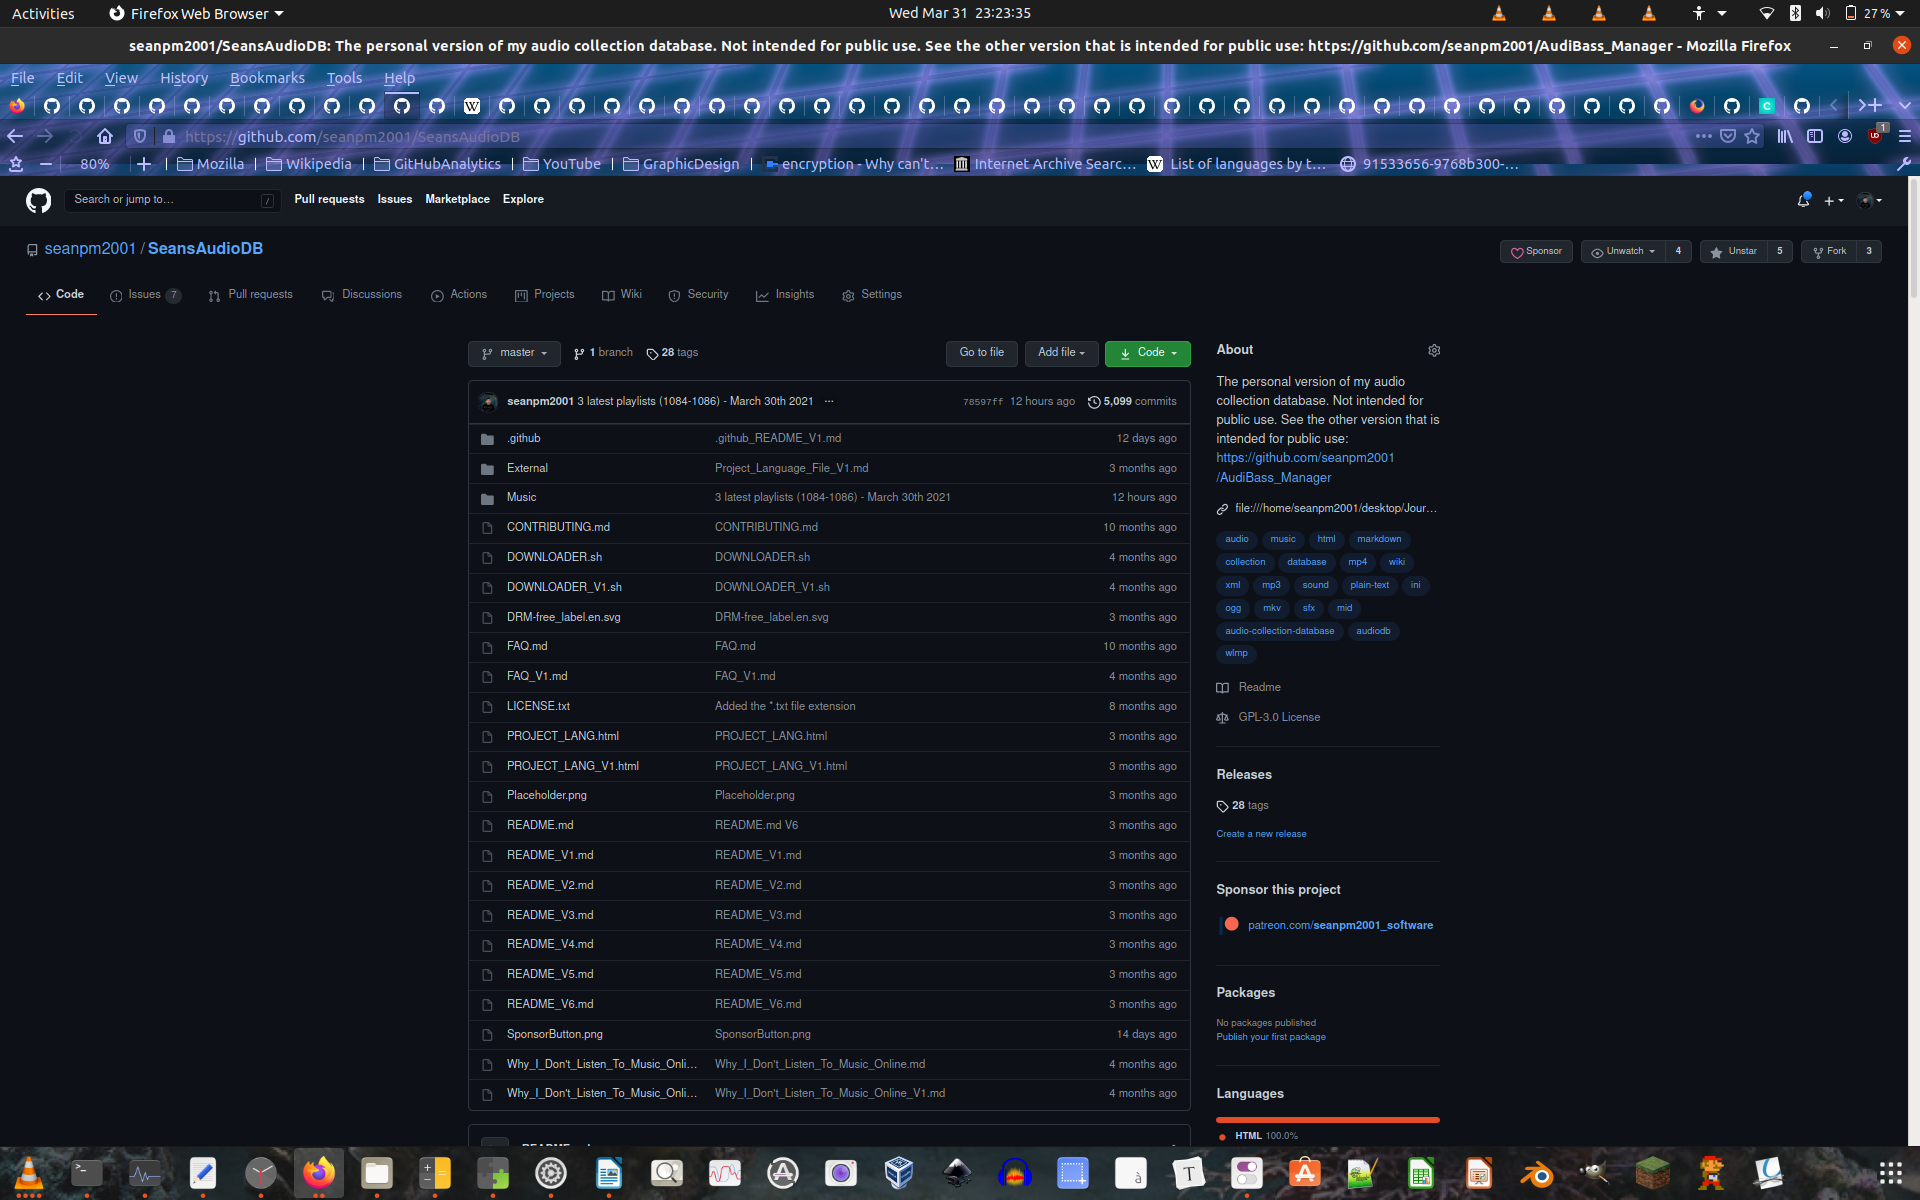 Activities Firefox Web Browser Wed Mar 31 23:23:35 27 %
seanpm2001/SeansAudioDB: The personal version of my audio collection database. Not intended for public use. See the other version that is intended for public use: https://github.com/seanpm2001/AudiBass_Manager - Mozilla Firefox
File Edit View History Bookmarks Tools Help
https://github.com/seanpm2001/SeansAudioDB 1
80% Mozilla Wikipedia GitHubAnalytics YouTube GraphicDesign encryption - Why can't… Internet Archive Searc… List of languages by t… 91533656-9768b300-…
Search or jump to… / Pull requests Issues Marketplace Explore
seanpm2001 / SeansAudioDB Sponsor Unwatch 4 Unstar 5 Fork 3
Code Issues 7 Pull requests Discussions Actions Projects Wiki Security Insights Settings
master 1 branch 28 tags Go to file Add file Code
seanpm2001 3 latest playlists (1084-1086) - March 30th 2021 ··· 78597ff 12 hours ago 5,099 commits
.github .github_README_V1.md 12 days ago
External Project_Language_File_V1.md 3 months ago
Music 3 latest playlists (1084-1086) - March 30th 2021 12 hours ago
CONTRIBUTING.md CONTRIBUTING.md 10 months ago
DOWNLOADER.sh DOWNLOADER.sh 4 months ago
DOWNLOADER_V1.sh DOWNLOADER_V1.sh 4 months ago
DRM-free_label.en.svg DRM-free_label.en.svg 3 months ago
FAQ.md FAQ.md 10 months ago
FAQ_V1.md FAQ_V1.md 4 months ago
LICENSE.txt Added the *.txt file extension 8 months ago
PROJECT_LANG.html PROJECT_LANG.html 3 months ago
PROJECT_LANG_V1.html PROJECT_LANG_V1.html 3 months ago
Placeholder.png Placeholder.png 3 months ago
README.md README.md V6 3 months ago
README_V1.md README_V1.md 3 months ago
README_V2.md README_V2.md 3 months ago
README_V3.md README_V3.md 3 months ago
README_V4.md README_V4.md 3 months ago
README_V5.md README_V5.md 3 months ago
README_V6.md README_V6.md 3 months ago
SponsorButton.png SponsorButton.png 14 days ago
Why_I_Don't_Listen_To_Music_Onli… Why_I_Don't_Listen_To_Music_Online.md 4 months ago
Why_I_Don't_Listen_To_Music_Onli… Why_I_Don't_Listen_To_Music_Online_V1.md 4 months ago
About
The personal version of my audio
collection database. Not intended for
public use. See the other version that is
intended for public use:
https://github.com/seanpm2001
/AudiBass_Manager
file:///home/seanpm2001/desktop/Jour…
audio music html markdown
collection database mp4 wiki
xml mp3 sound plain-text ini
ogg mkv sfx mid
audio-collection-database audiodb
wlmp
Readme
GPL-3.0 License
Releases
28 tags
Create a new release
Sponsor this project
patreon.com/seanpm2001_software
Packages
No packages published
Publish your first package
Languages
HTML 100.0%